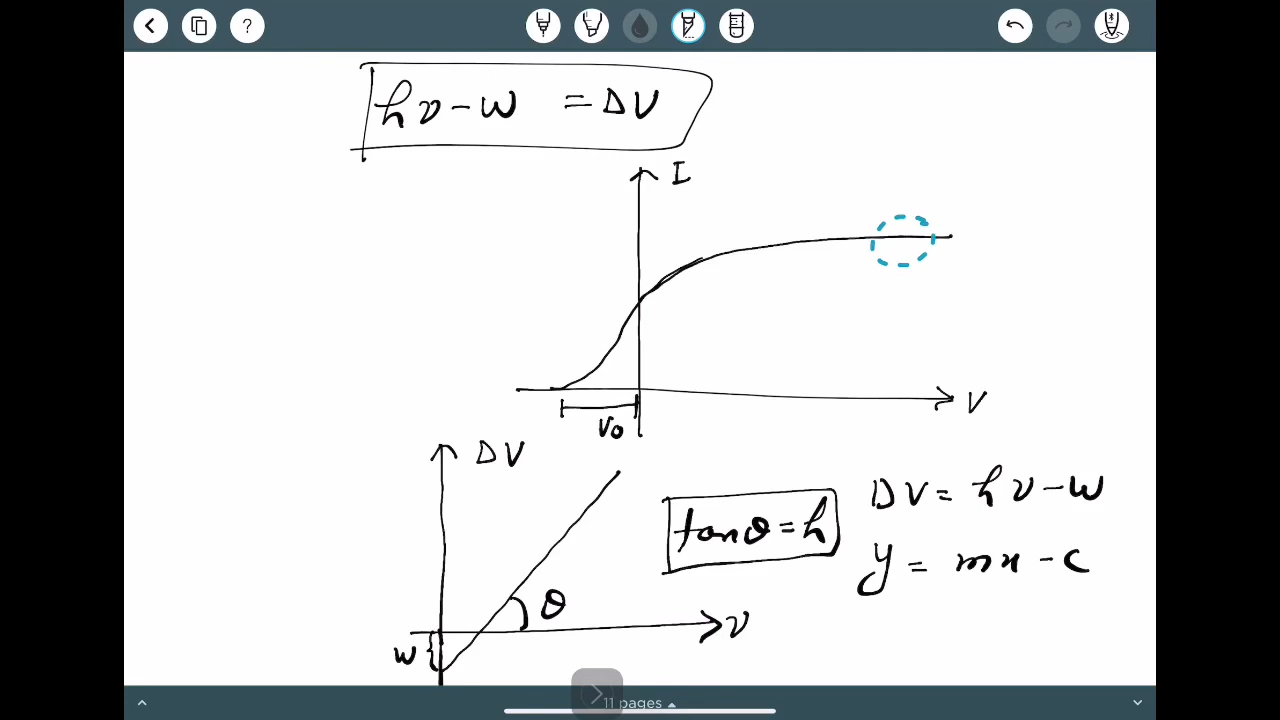 ?
hν - w = ΔV
I
V
V₀
ΔV
ΔV = hν - w
tanθ = h
y = mx - c
θ
ν
w
11 pages